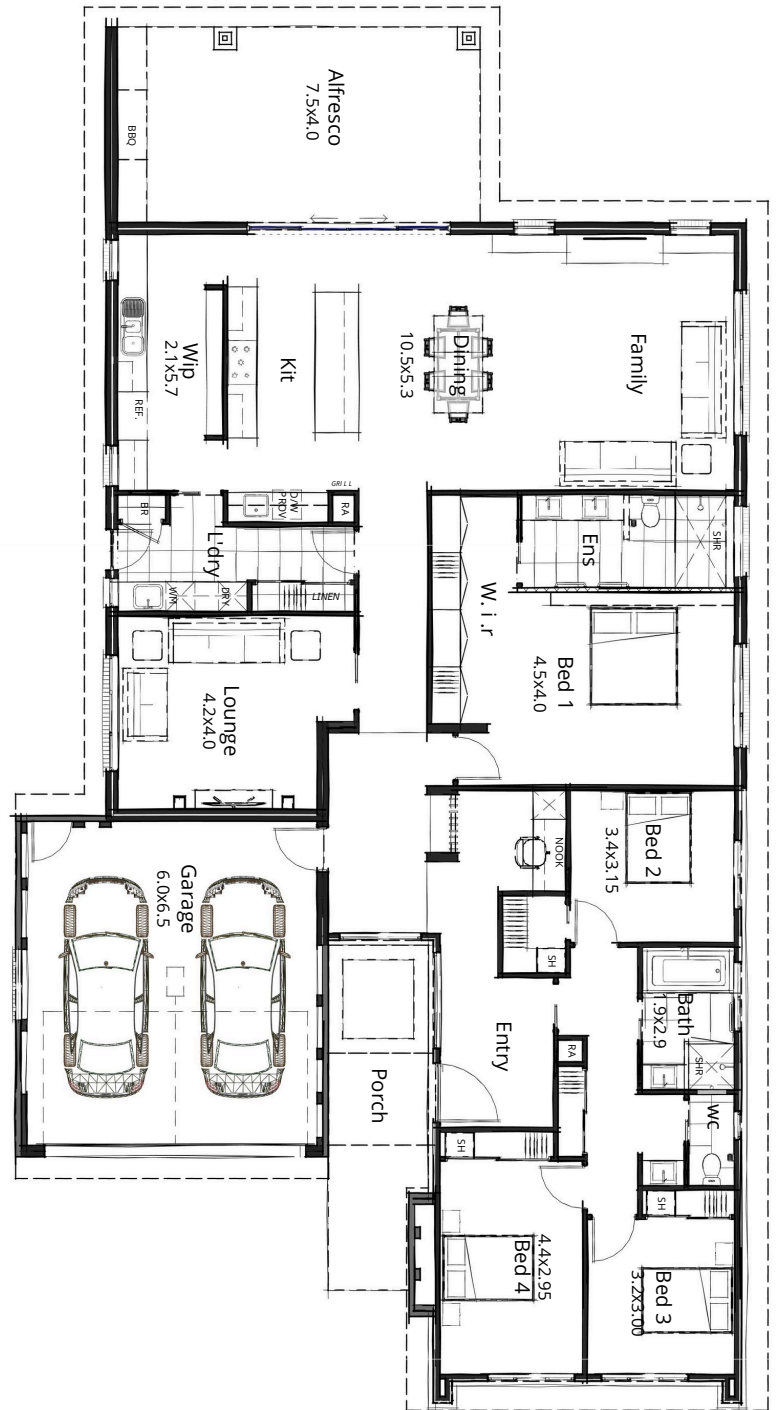 Alfresco
7.5x4.0
BBQ
Family
Dining
10.5x5.3
Kit
Wip
2.1x5.7
REF.
GRILL
D/W
PROV.
RA
BR
L'dry
WM
DRY
LINEN
Ens
SHR
W.i.r
Bed 1
4.5x4.0
Lounge
4.2x4.0
Garage
6.0x6.5
NOOK
Bed 2
3.4x3.15
SH
Bath
.9x2.9
SHR
Entry
RA
Porch
WC
SH
SH
Bed 4
4.4x2.95
Bed 3
3.2x3.00